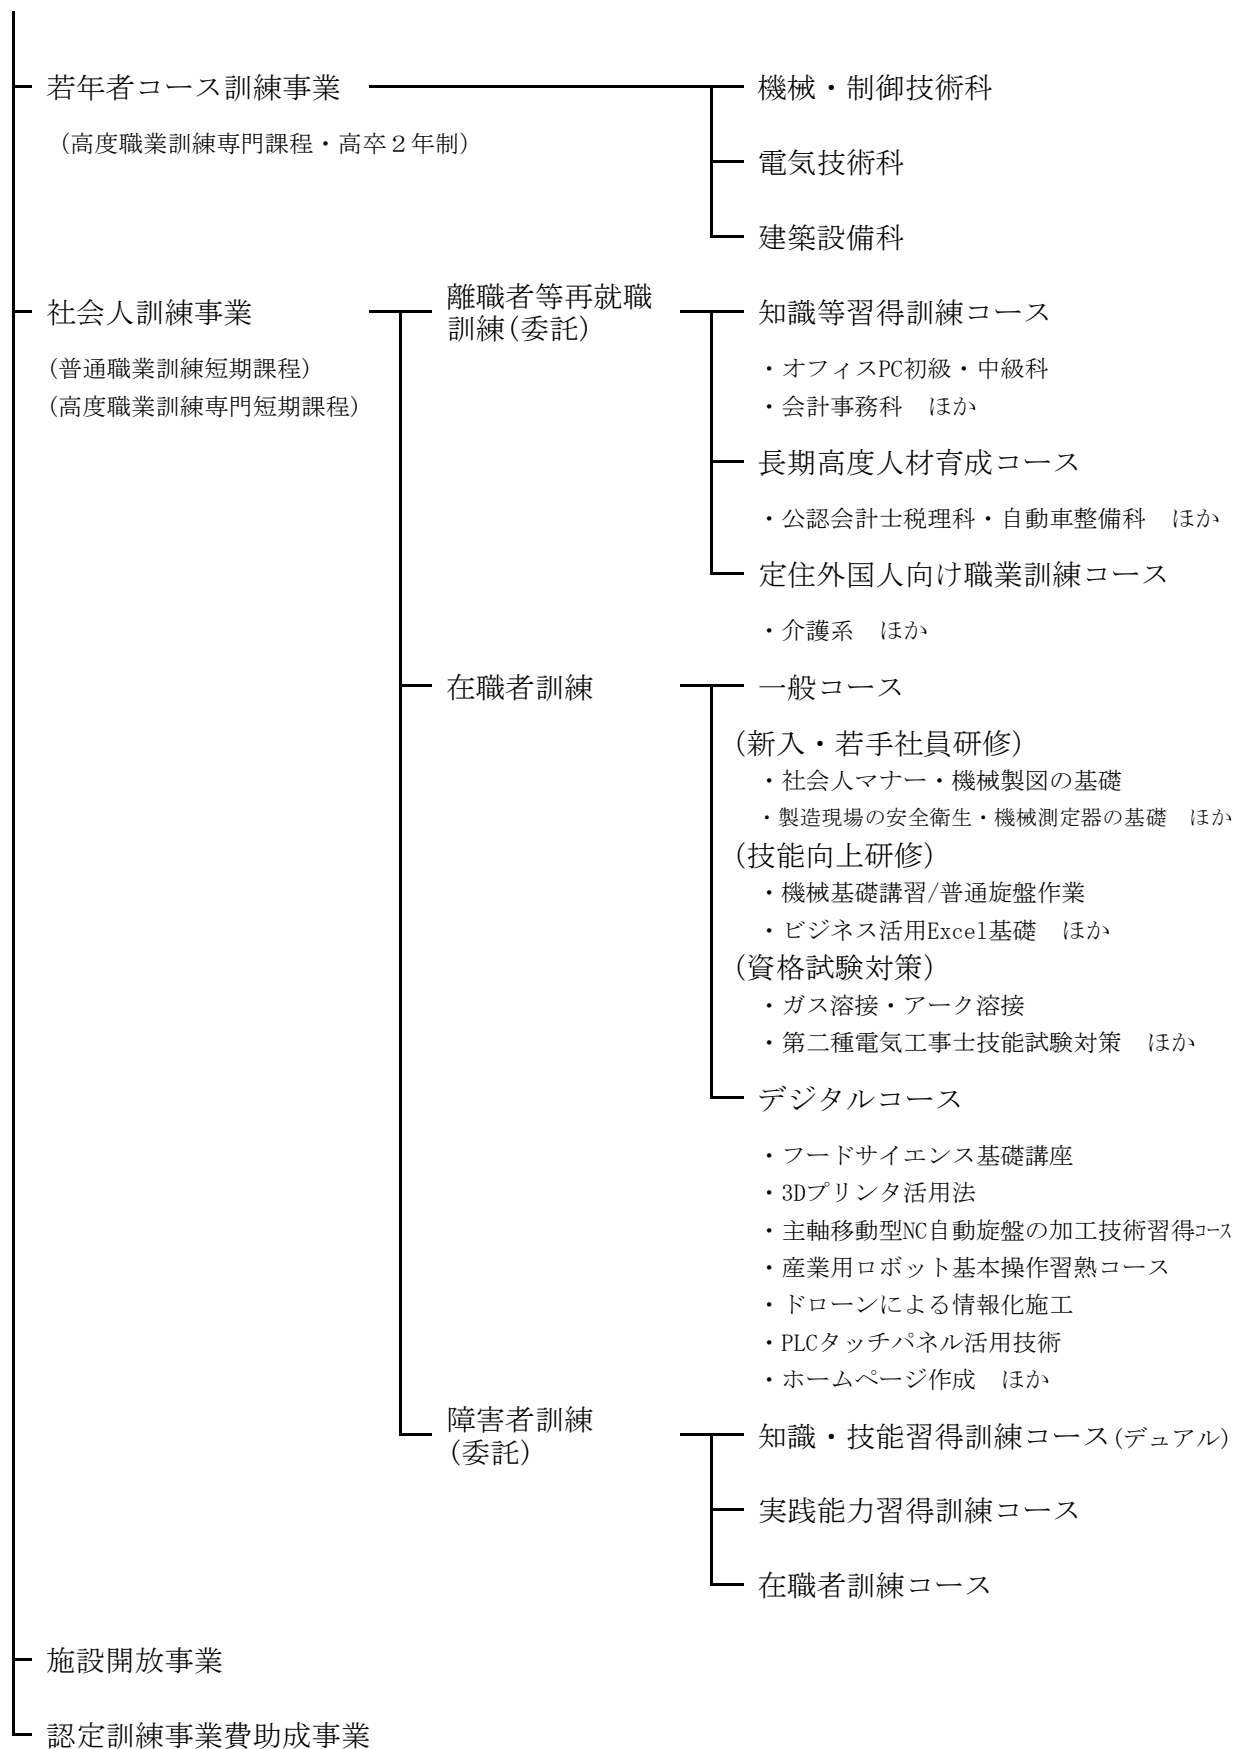 若年者コース訓練事業
機械・制御技術科
(高度職業訓練専門課程・高卒２年制)
電気技術科
建築設備科
社会人訓練事業
(普通職業訓練短期課程)
(高度職業訓練専門短期課程)
離職者等再就職
訓練(委託)
知識等習得訓練コース
・オフィスPC初級・中級科
・会計事務科　ほか
長期高度人材育成コース
・公認会計士税理科・自動車整備科　ほか
定住外国人向け職業訓練コース
・介護系　ほか
在職者訓練
一般コース
(新入・若手社員研修)
・社会人マナー・機械製図の基礎
・製造現場の安全衛生・機械測定器の基礎　ほか
(技能向上研修)
・機械基礎講習/普通旋盤作業
・ビジネス活用Excel基礎　ほか
(資格試験対策)
・ガス溶接・アーク溶接
・第二種電気工事士技能試験対策　ほか
デジタルコース
・フードサイエンス基礎講座
・3Dプリンタ活用法
・主軸移動型NC自動旋盤の加工技術習得ｺｰｽ
・産業用ロボット基本操作習熟コース
・ドローンによる情報化施工
・PLCタッチパネル活用技術
・ホームページ作成　ほか
障害者訓練
(委託)
知識・技能習得訓練コース(デュアル)
実践能力習得訓練コース
在職者訓練コース
施設開放事業
認定訓練事業費助成事業